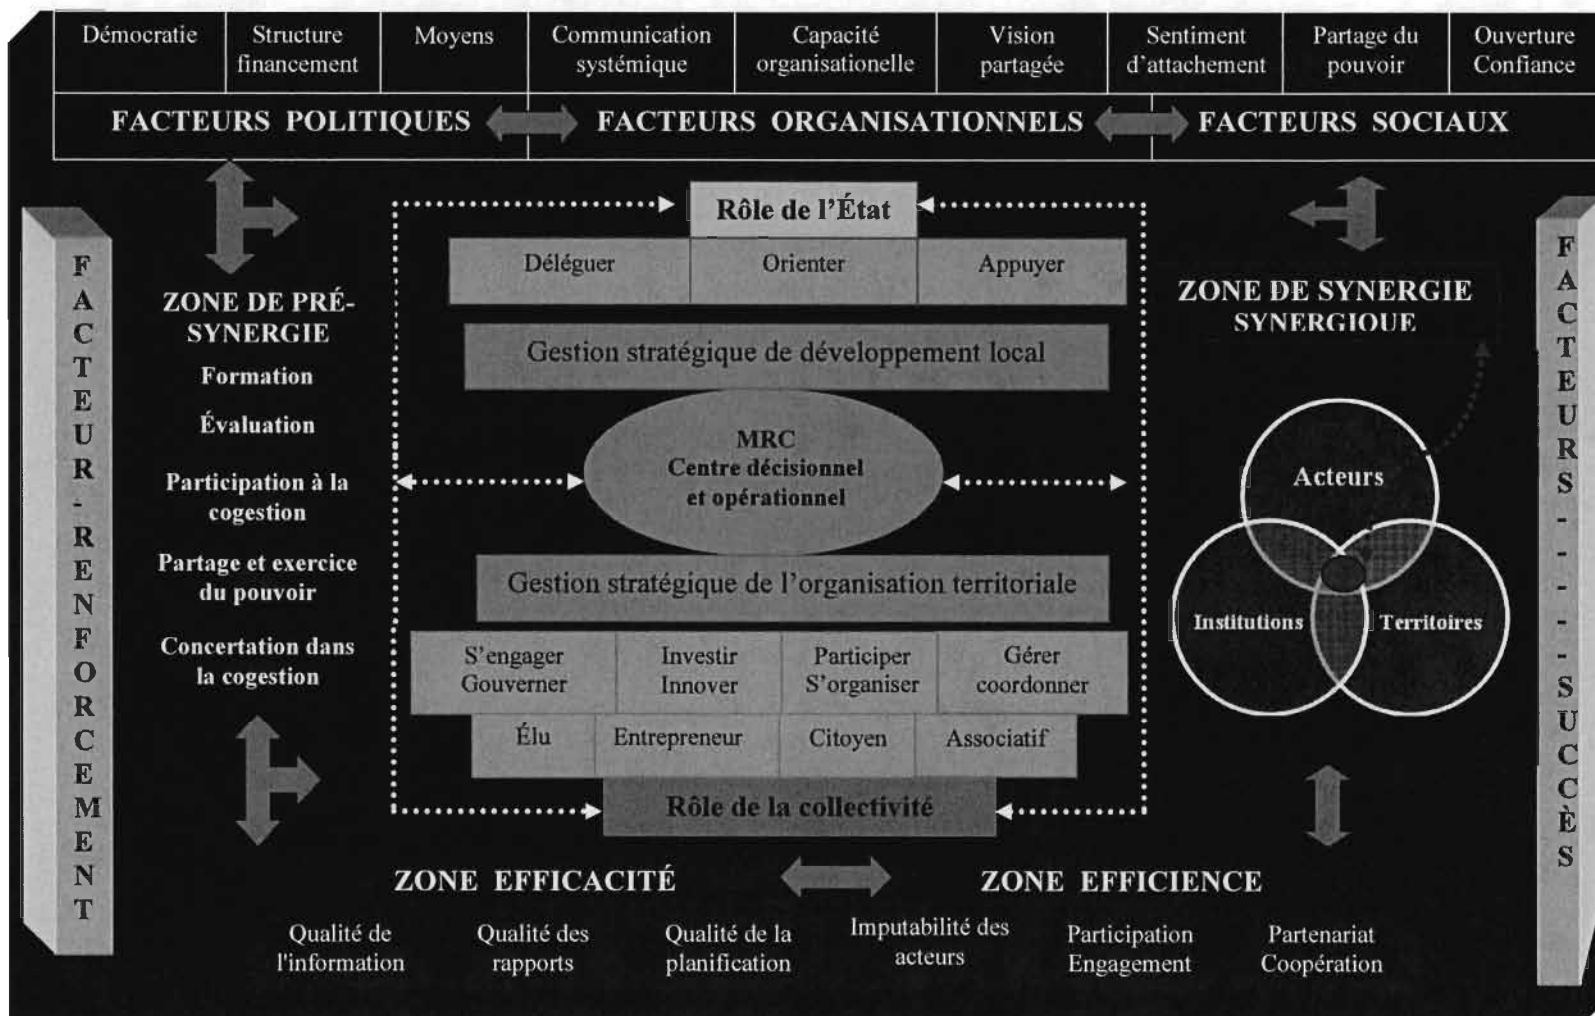 Démocratie
Structure
financement
Moyens
Communication
systémique
Capacité
organisationelle
Vision
partagée
Sentiment
d'attachement
Partage du
pouvoir
Ouverture
Confiance
FACTEURS POLITIQUES
FACTEURS ORGANISATIONNELS
FACTEURS SOCIAUX
FACTEUR-RENFORCEMENT
ZONE DE PRÉ-
SYNERGIE
Formation
Évaluation
Participation à la
cogestion
Partage et exercice
du pouvoir
Concertation dans
la cogestion
Rôle de l'État
Déléguer
Orienter
Appuyer
Gestion stratégique de développement local
MRC
Centre décisionnel
et opérationnel
Gestion stratégique de l'organisation territoriale
S'engager
Gouverner
Investir
Innover
Participer
S'organiser
Gérer
coordonner
Élu
Entrepreneur
Citoyen
Associatif
Rôle de la collectivité
ZONE DE SYNERGIE
SYNERGIOUE
Acteurs
Institutions
Territoires
FACTEURS-----SUCCÈS
ZONE EFFICACITÉ
ZONE EFFICIENCE
Qualité de
l'information
Qualité des
rapports
Qualité de la
planification
Imputabilité des
acteurs
Participation
Engagement
Partenariat
Coopération